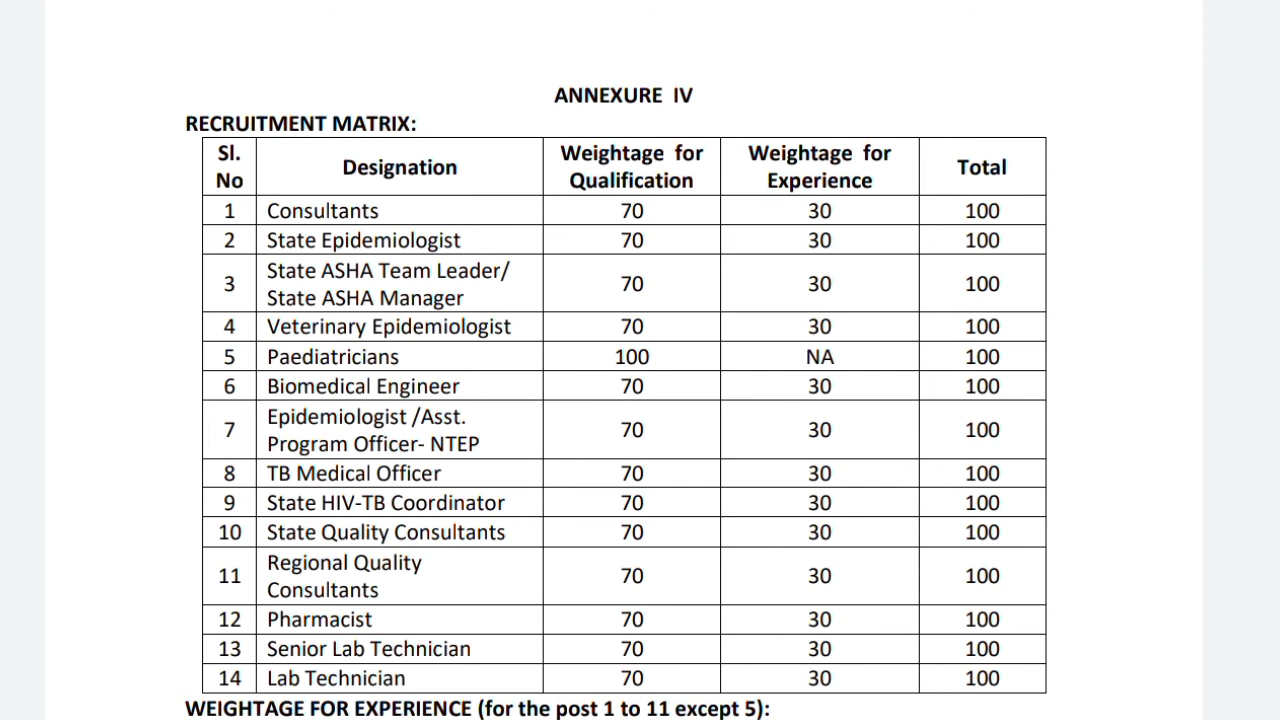 ANNEXURE IV
RECRUITMENT MATRIX:
Sl. No Designation Weightage for Qualification Weightage for Experience Total
1 Consultants 70 30 100
2 State Epidemiologist 70 30 100
3 State ASHA Team Leader/ State ASHA Manager 70 30 100
4 Veterinary Epidemiologist 70 30 100
5 Paediatricians 100 NA 100
6 Biomedical Engineer 70 30 100
7 Epidemiologist /Asst. Program Officer- NTEP 70 30 100
8 TB Medical Officer 70 30 100
9 State HIV-TB Coordinator 70 30 100
10 State Quality Consultants 70 30 100
11 Regional Quality Consultants 70 30 100
12 Pharmacist 70 30 100
13 Senior Lab Technician 70 30 100
14 Lab Technician 70 30 100
WEIGHTAGE FOR EXPERIENCE (for the post 1 to 11 except 5):